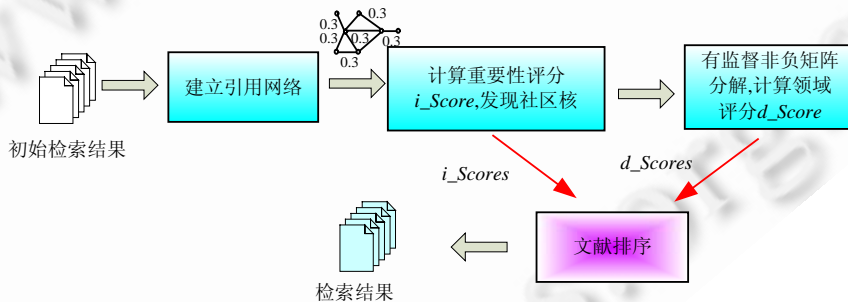 0.3
0.3
0.3
0.3
0.3
0.3
初始检索结果
建立引用网络
计算重要性评分
i_Score,发现社区核
有监督非负矩阵
分解,计算领域
评分d_Score
i_Scores
d_Scores
文献排序
检索结果